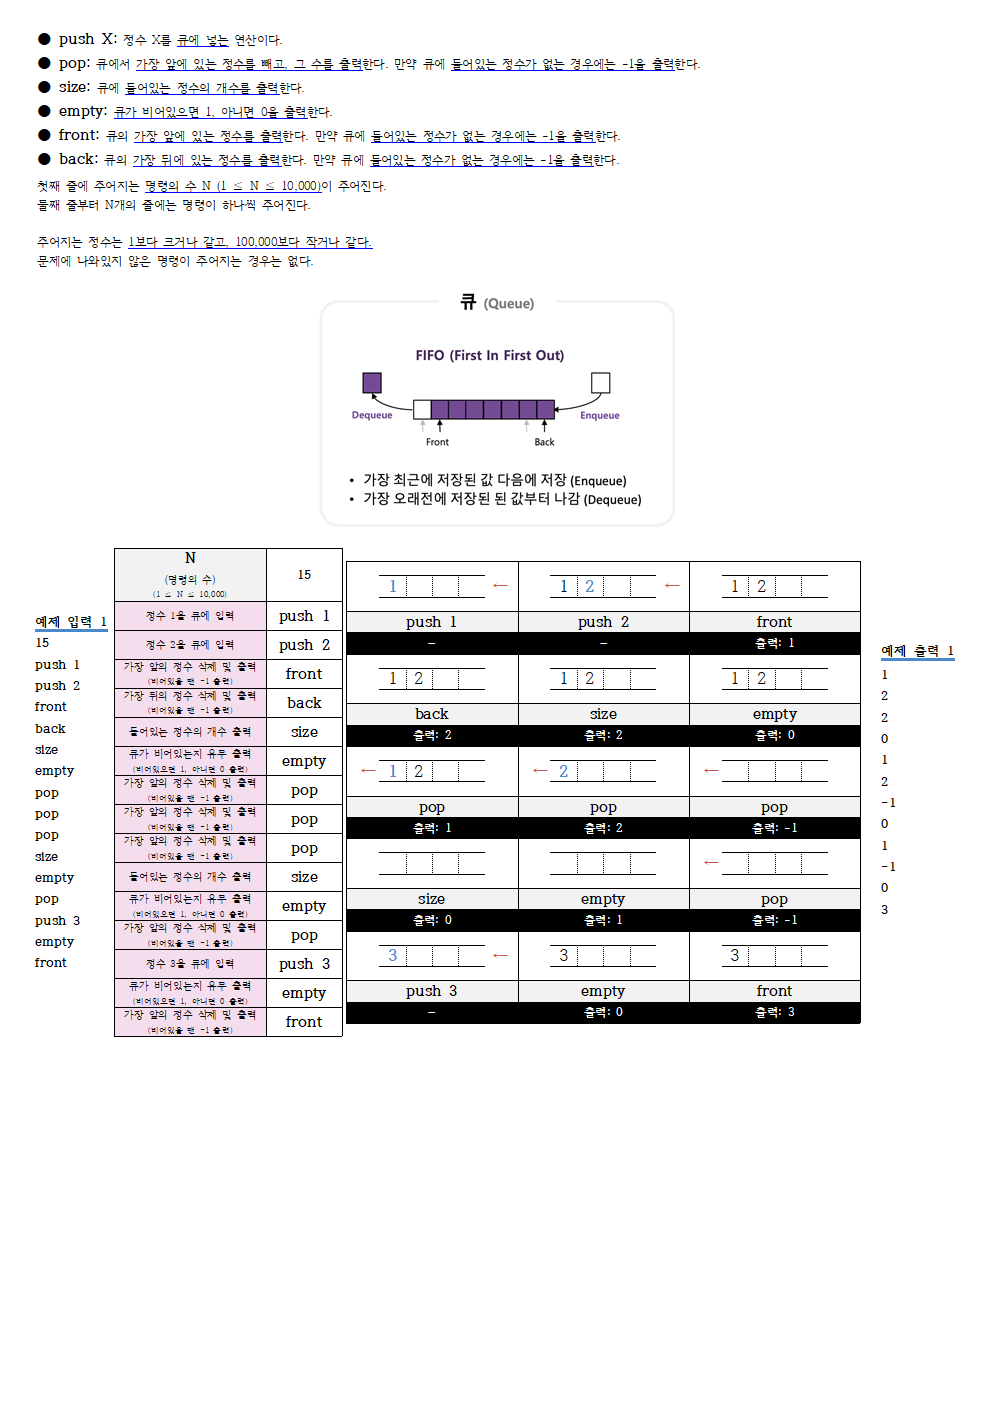 ● push X: 정수 X를 큐에 넣는 연산이다.
● pop: 큐에서 가장 앞에 있는 정수를 빼고, 그 수를 출력한다. 만약 큐에 들어있는 정수가 없는 경우에는 -1을 출력한다.
● size: 큐에 들어있는 정수의 개수를 출력한다.
● empty: 큐가 비어있으면 1, 아니면 0을 출력한다.
● front: 큐의 가장 앞에 있는 정수를 출력한다. 만약 큐에 들어있는 정수가 없는 경우에는 -1을 출력한다.
● back: 큐의 가장 뒤에 있는 정수를 출력한다. 만약 큐에 들어있는 정수가 없는 경우에는 -1을 출력한다.
첫째 줄에 주어지는 명령의 수 N (1 ≤ N ≤ 10,000)이 주어진다.
둘째 줄부터 N개의 줄에는 명령이 하나씩 주어진다.
주어지는 정수는 1보다 크거나 같고, 100,000보다 작거나 같다.
문제에 나와있지 않은 명령이 주어지는 경우는 없다.
큐 (Queue)
FIFO (First In First Out)
Dequeue
Enqueue
Front
Back
• 가장 최근에 저장된 값 다음에 저장 (Enqueue)
• 가장 오래전에 저장된 된 값부터 나감 (Dequeue)
예제 입력 1
15
push 1
push 2
front
back
size
empty
pop
pop
pop
size
empty
pop
push 3
empty
front
N
(명령의 수)
(1 ≤ N ≤ 10,000)
15
정수 1을 큐에 입력
push 1
정수 2을 큐에 입력
push 2
가장 앞의 정수 삭제 및 출력
(비어있을 땐 -1 출력)
front
가장 뒤의 정수 삭제 및 출력
(비어있을 땐 -1 출력)
back
들어있는 정수의 개수 출력
size
큐가 비어있는지 유무 출력
(비어있으면 1, 아니면 0 출력)
empty
가장 앞의 정수 삭제 및 출력
(비어있을 땐 -1 출력)
pop
가장 앞의 정수 삭제 및 출력
(비어있을 땐 -1 출력)
pop
가장 앞의 정수 삭제 및 출력
(비어있을 땐 -1 출력)
pop
들어있는 정수의 개수 출력
size
큐가 비어있는지 유무 출력
(비어있으면 1, 아니면 0 출력)
empty
가장 앞의 정수 삭제 및 출력
(비어있을 땐 -1 출력)
pop
정수 3을 큐에 입력
push 3
큐가 비어있는지 유무 출력
(비어있으면 1, 아니면 0 출력)
empty
가장 앞의 정수 삭제 및 출력
(비어있을 땐 -1 출력)
front
1 ← 1 2 ← 1 2
push 1 push 2 front
- - 출력: 1
1 2 1 2 1 2
back size empty
출력: 2 출력: 2 출력: 0
← 1 2 ← 2 ←
pop pop pop
출력: 1 출력: 2 출력: -1
←
size empty pop
출력: 0 출력: 1 출력: -1
3 ← 3 3
push 3 empty front
- 출력: 0 출력: 3
예제 출력 1
1
2
2
0
1
2
-1
0
1
-1
0
3